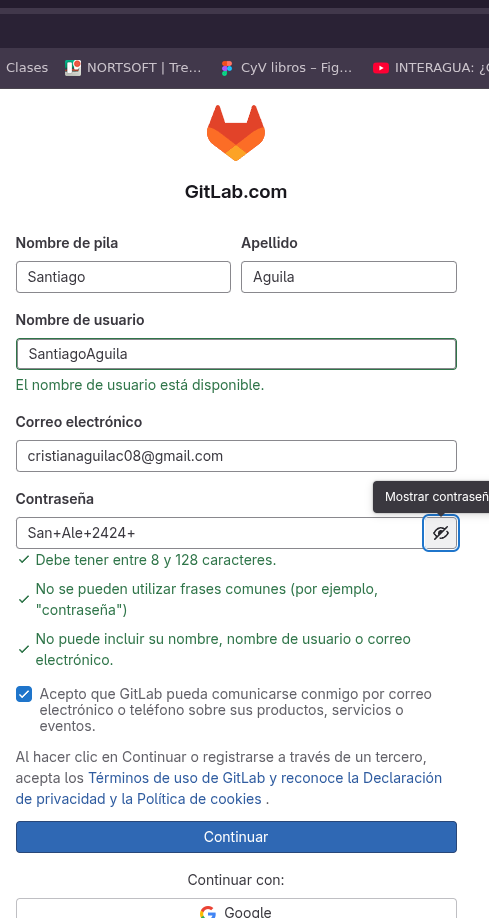 Clases NORTSOFT | Tre... CyV libros – Fig... INTERAGUA: ¿
GitLab.com
Nombre de pila Apellido
Santiago Aguila
Nombre de usuario
SantiagoAguila
El nombre de usuario está disponible.
Correo electrónico
cristianaguilac08@gmail.com
Contraseña Mostrar contraseñ
San+Ale+2424+
Debe tener entre 8 y 128 caracteres.
No se pueden utilizar frases comunes (por ejemplo,
"contraseña")
No puede incluir su nombre, nombre de usuario o correo
electrónico.
Acepto que GitLab pueda comunicarse conmigo por correo
electrónico o teléfono sobre sus productos, servicios o
eventos.
Al hacer clic en Continuar o registrarse a través de un tercero,
acepta los Términos de uso de GitLab y reconoce la Declaración
de privacidad y la Política de cookies .
Continuar
Continuar con:
Google